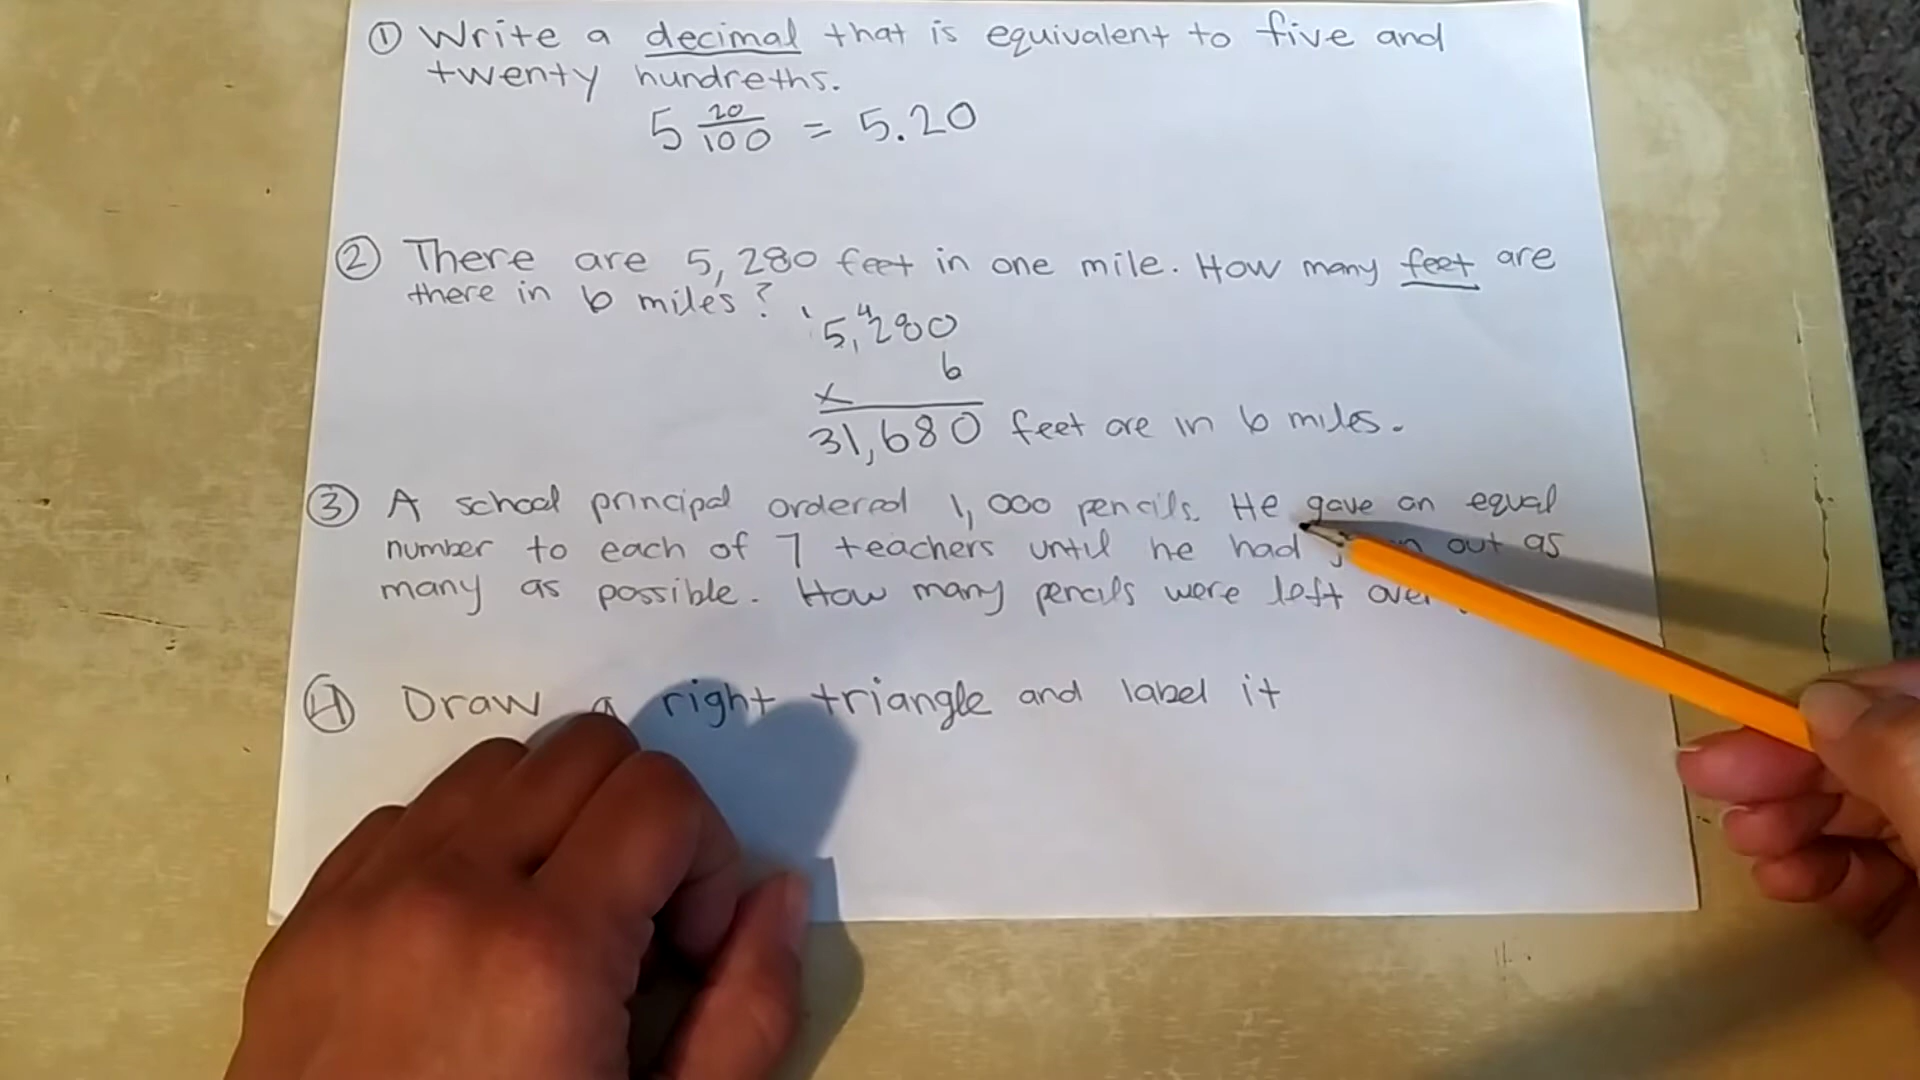 ① Write a decimal that is equivalent to five and
twenty hundreths.
5 20/100 = 5.20
② There are 5,280 feet in one mile. How many feet are
there in 6 miles?
1 4
5,280
6
x
31,680 feet are in 6 miles.
③ A school principal ordered 1,000 pencils. He gave an equal
number to each of 7 teachers until he had out as
many as possible. How many pencils were left over
④ Draw a right triangle and label it